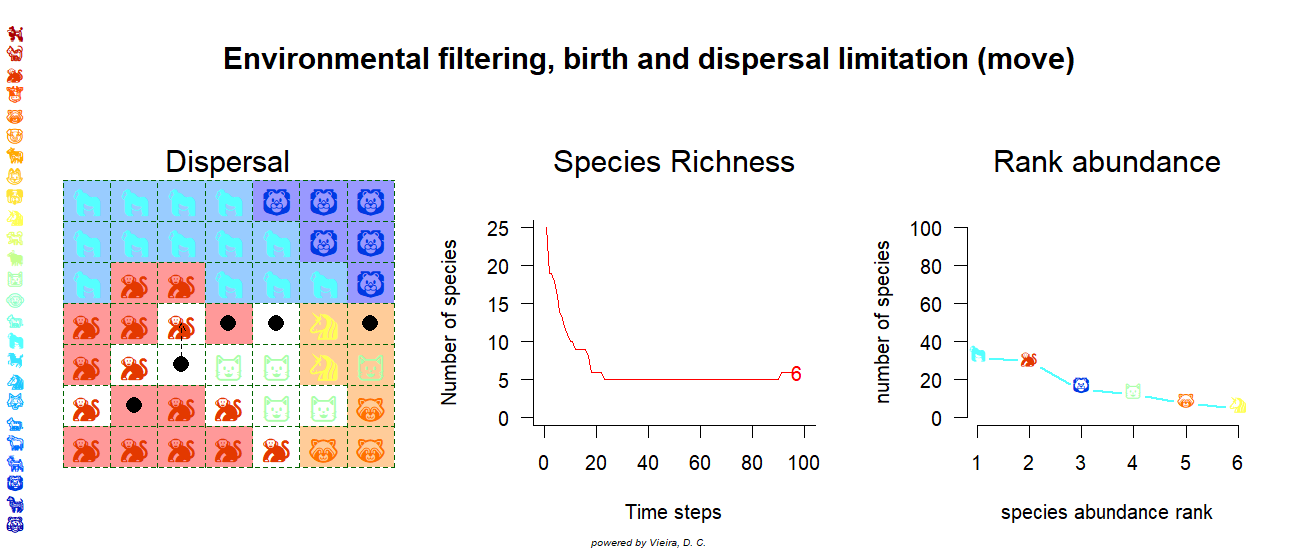 Environmental filtering, birth and dispersal limitation (move)
Dispersal
Species Richness
Number of species
25
20
15
10
5
0
6
0 20 40 60 80 100
Time steps
Rank abundance
number of species
100
80
60
40
20
0
1 2 3 4 5 6
species abundance rank
powered by Vieira, D. C.